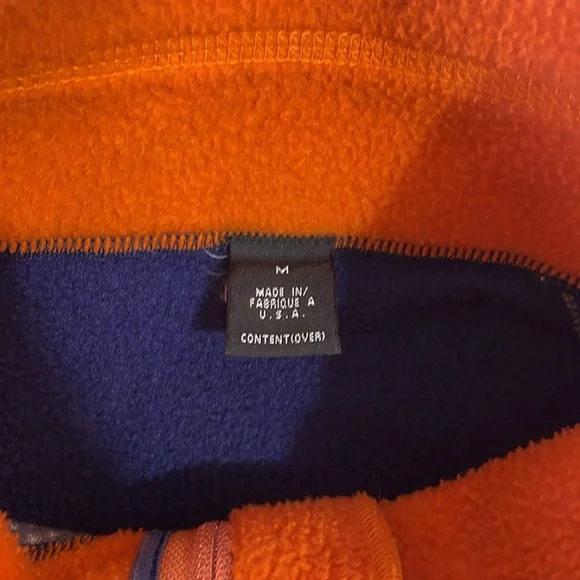 M
MADE IN/
FABRIQUE A
U.S.A.
CONTENT(OVER)